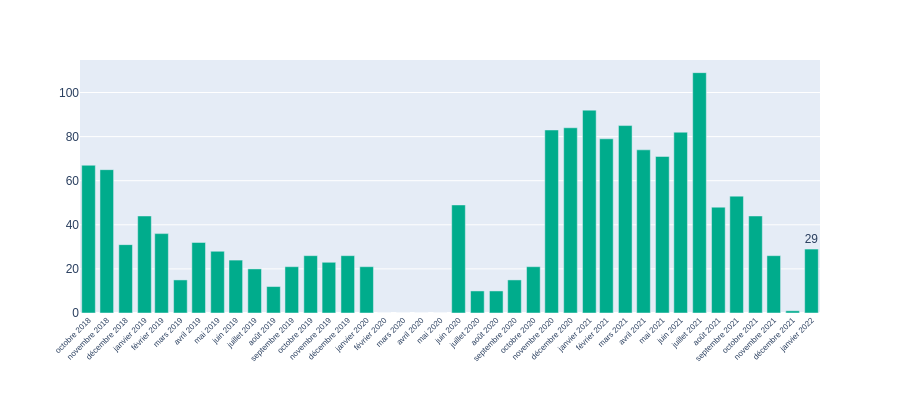 100
80
60
40
20
0
29
octobre 2018
novembre 2018
décembre 2018
janvier 2019
février 2019
mars 2019
avril 2019
mai 2019
juin 2019
juillet 2019
août 2019
septembre 2019
octobre 2019
novembre 2019
décembre 2019
janvier 2020
février 2020
mars 2020
avril 2020
mai 2020
juin 2020
juillet 2020
août 2020
septembre 2020
octobre 2020
novembre 2020
décembre 2020
janvier 2021
février 2021
mars 2021
avril 2021
mai 2021
juin 2021
juillet 2021
août 2021
septembre 2021
octobre 2021
novembre 2021
décembre 2021
janvier 2022